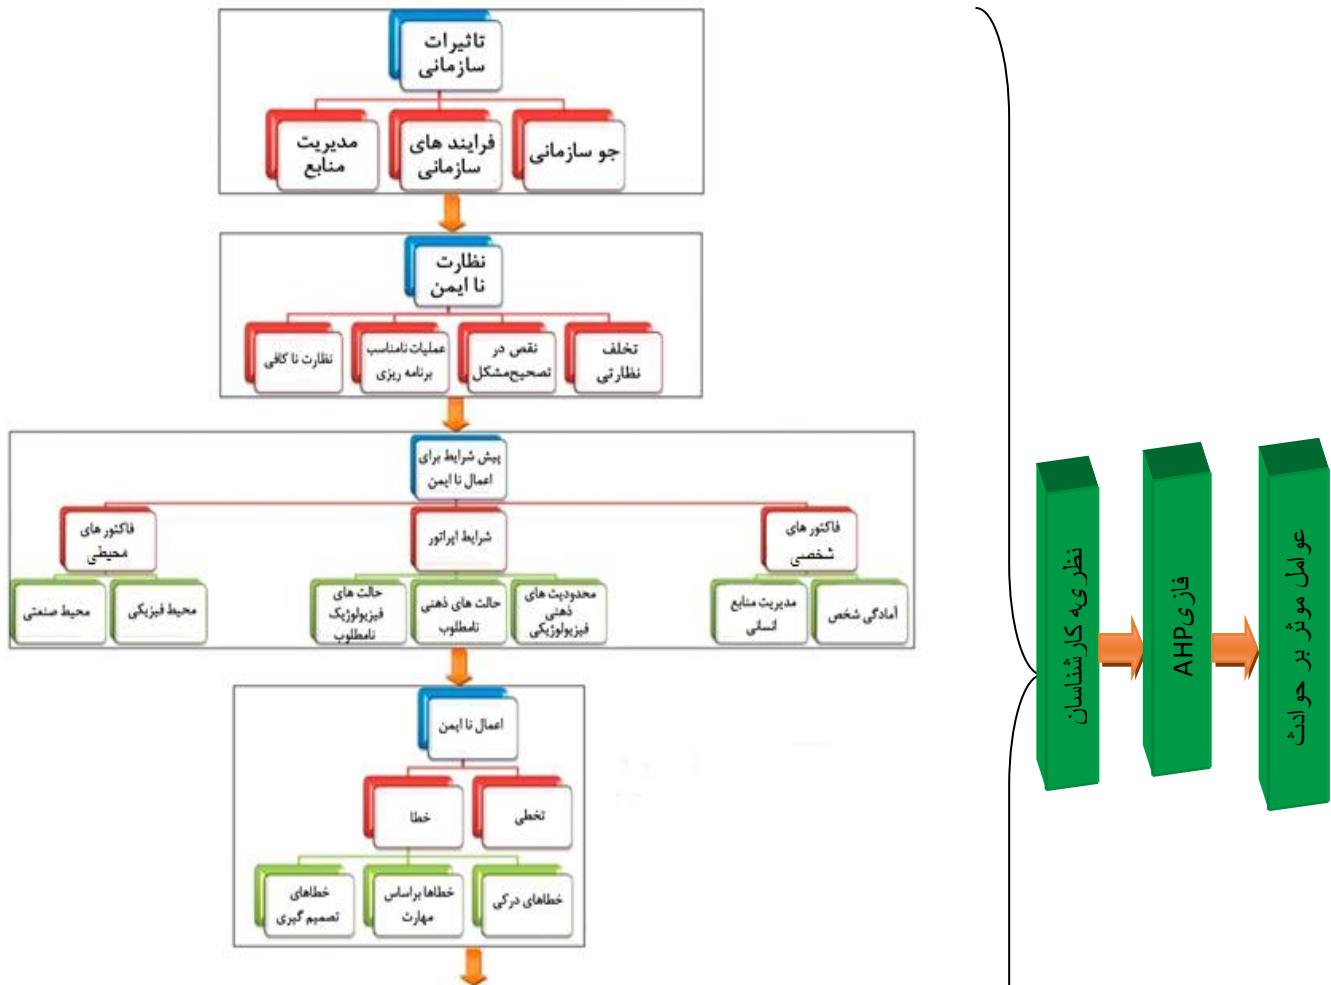 تاثیرات
سازمانی
جو سازمانی
فرایند های
سازمانی
مدیریت
منابع
نظارت
نا ایمن
تخلف
نظارتی
نقص در
تصحیح‌مشکل
عملیات نامناسب
برنامه ریزی
نظارت نا کافی
پیش شرایط برای
اعمال نا ایمن
فاکتور های
شخصی
شرایط اپراتور
فاکتور های
محیطی
آمادگی شخص
مدیریت منابع
انسانی
محدودیت های
ذهنی
فیزیولوژیکی
حالت های ذهنی
نامطلوب
حالت های
فیزیولوژیک
نامطلوب
محیط فیزیکی
محیط صنعتی
اعمال نا ایمن
تخطی
خطا
خطاهای درکی
خطاها براساس
مهارت
خطاهای
تصمیم گیری
نظریه کارشناسان
فازیAHP
عوامل موثر بر حوادث